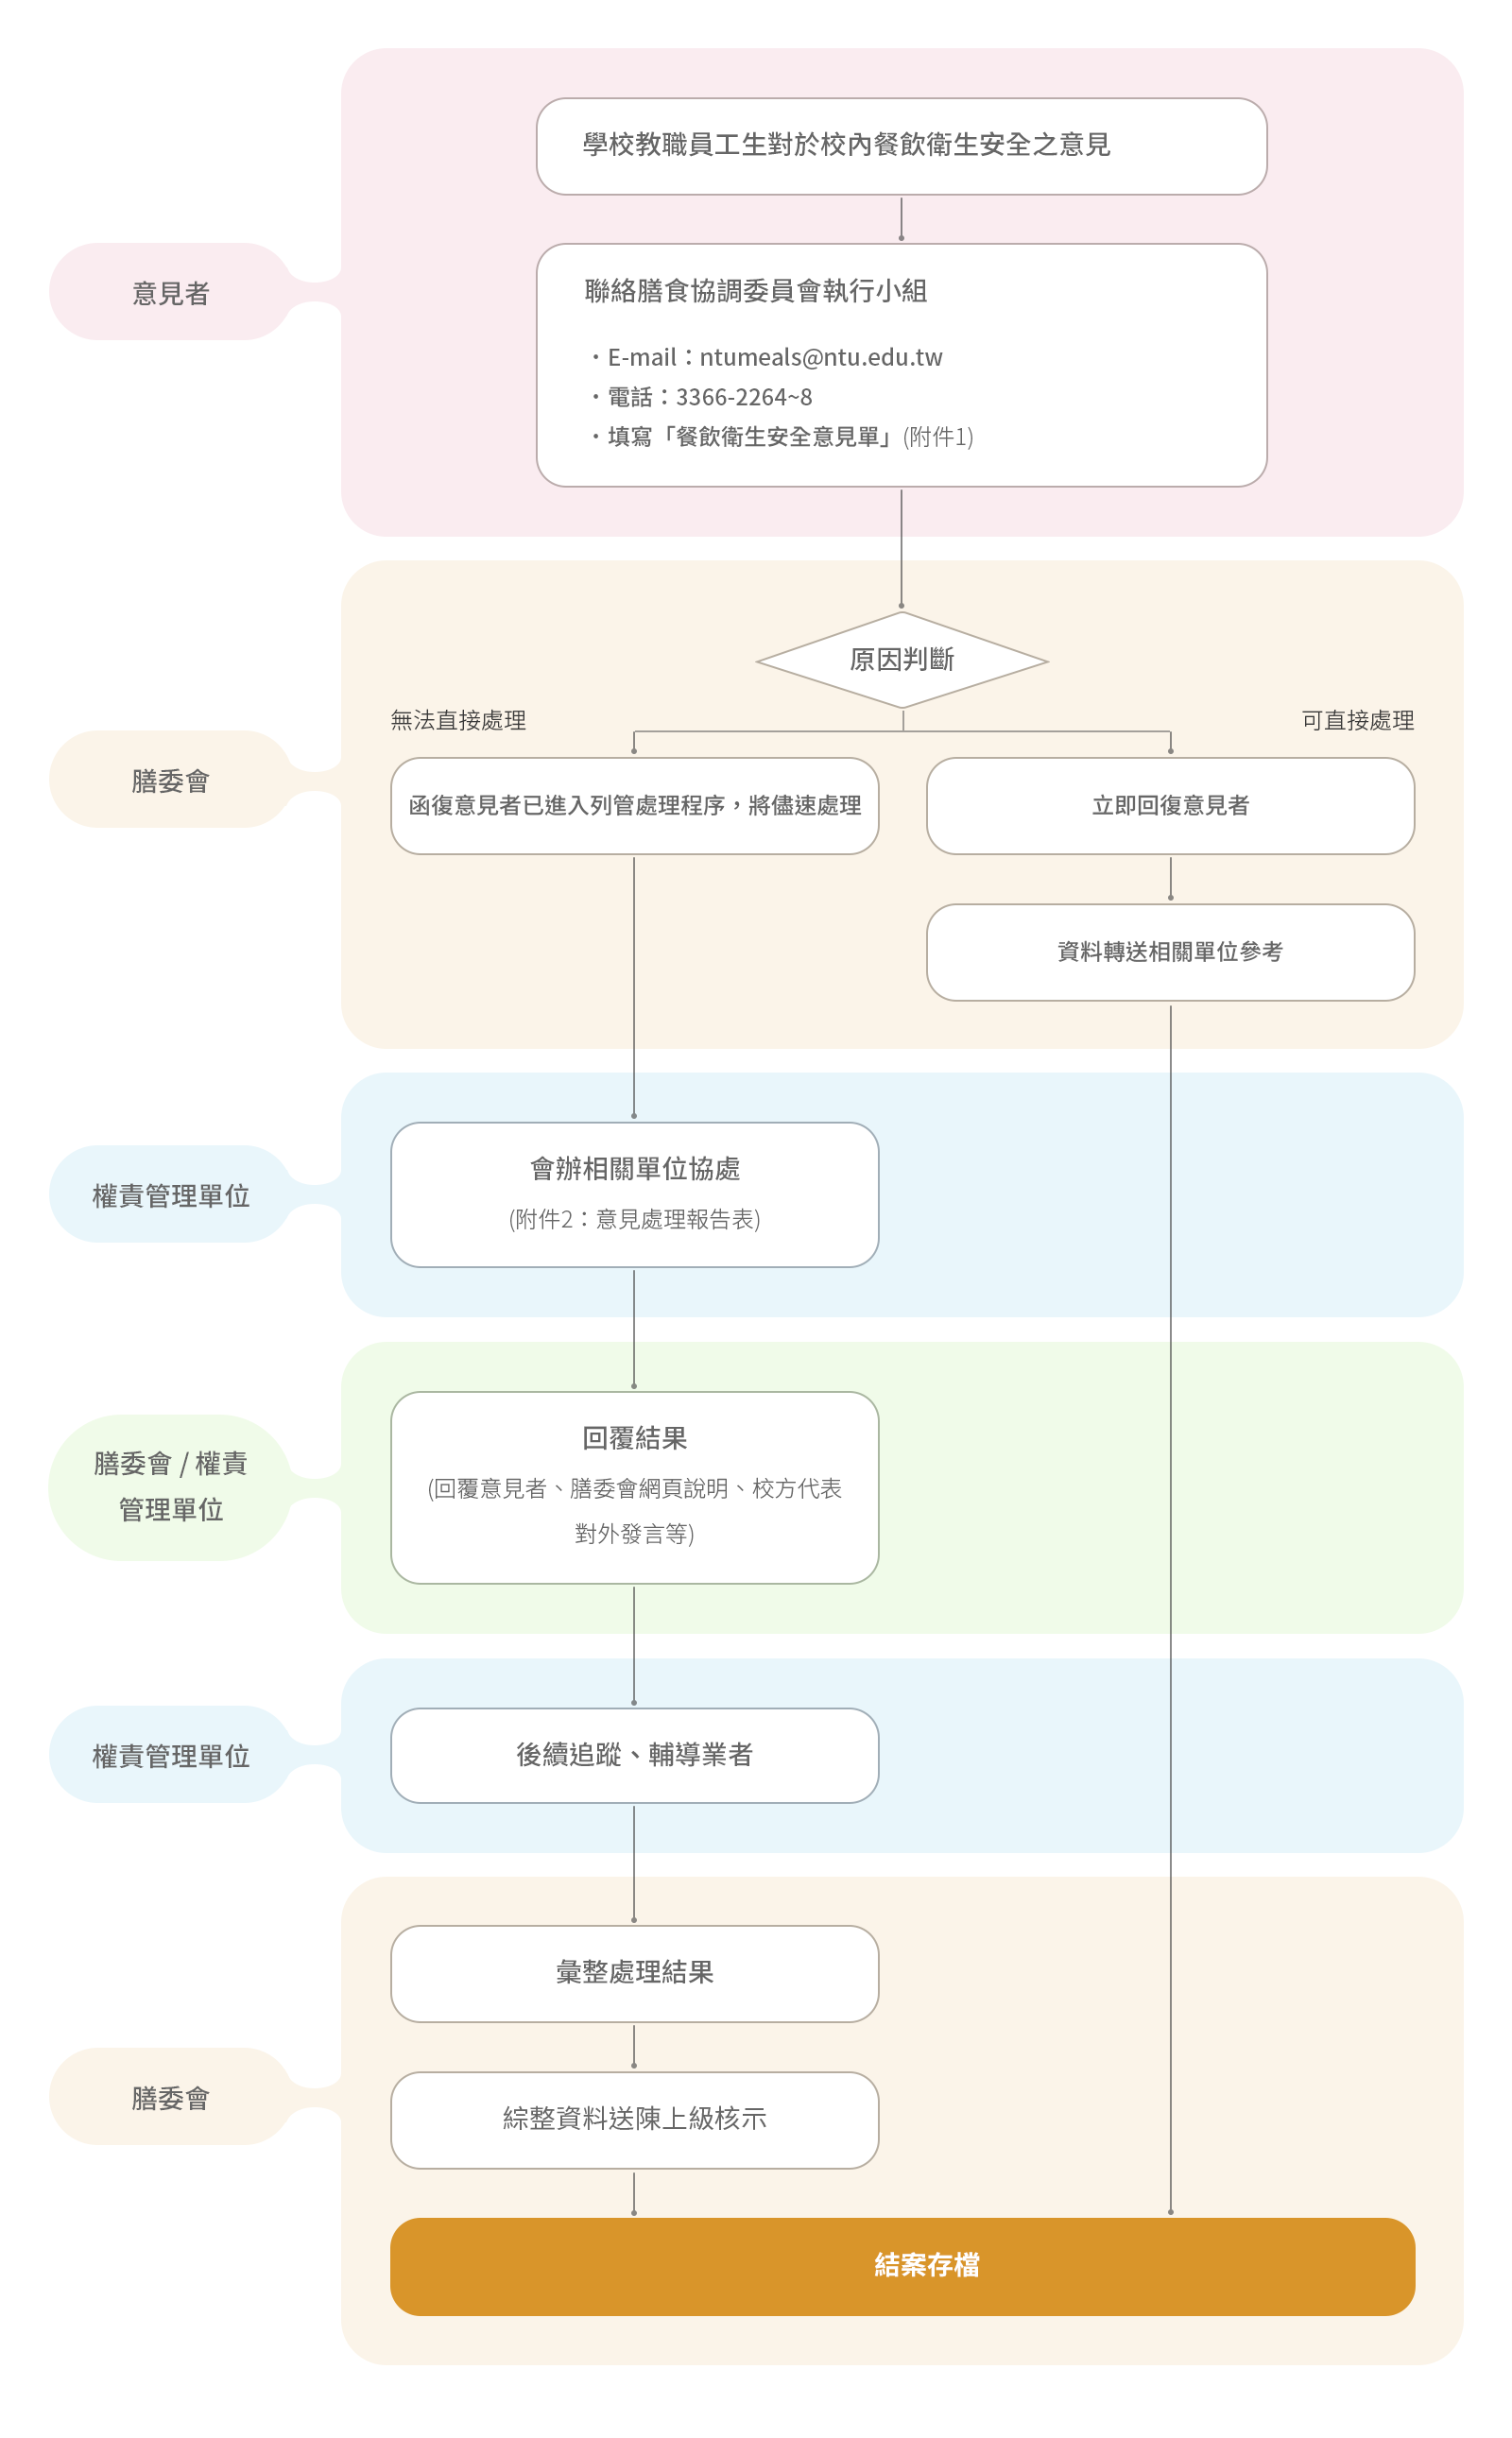 學校教職員工生對於校內餐飲衛生安全之意見
意見者
聯絡膳食協調委員會執行小組
・E-mail：ntumeals@ntu.edu.tw
・電話：3366-2264~8
・填寫「餐飲衛生安全意見單」(附件1)
原因判斷
無法直接處理
可直接處理
膳委會
函復意見者已進入列管處理程序，將儘速處理
立即回復意見者
資料轉送相關單位參考
權責管理單位
會辦相關單位協處
(附件2：意見處理報告表)
膳委會 / 權責
管理單位
回覆結果
(回覆意見者、膳委會網頁說明、校方代表
對外發言等)
權責管理單位
後續追蹤、輔導業者
彙整處理結果
膳委會
綜整資料送陳上級核示
結案存檔